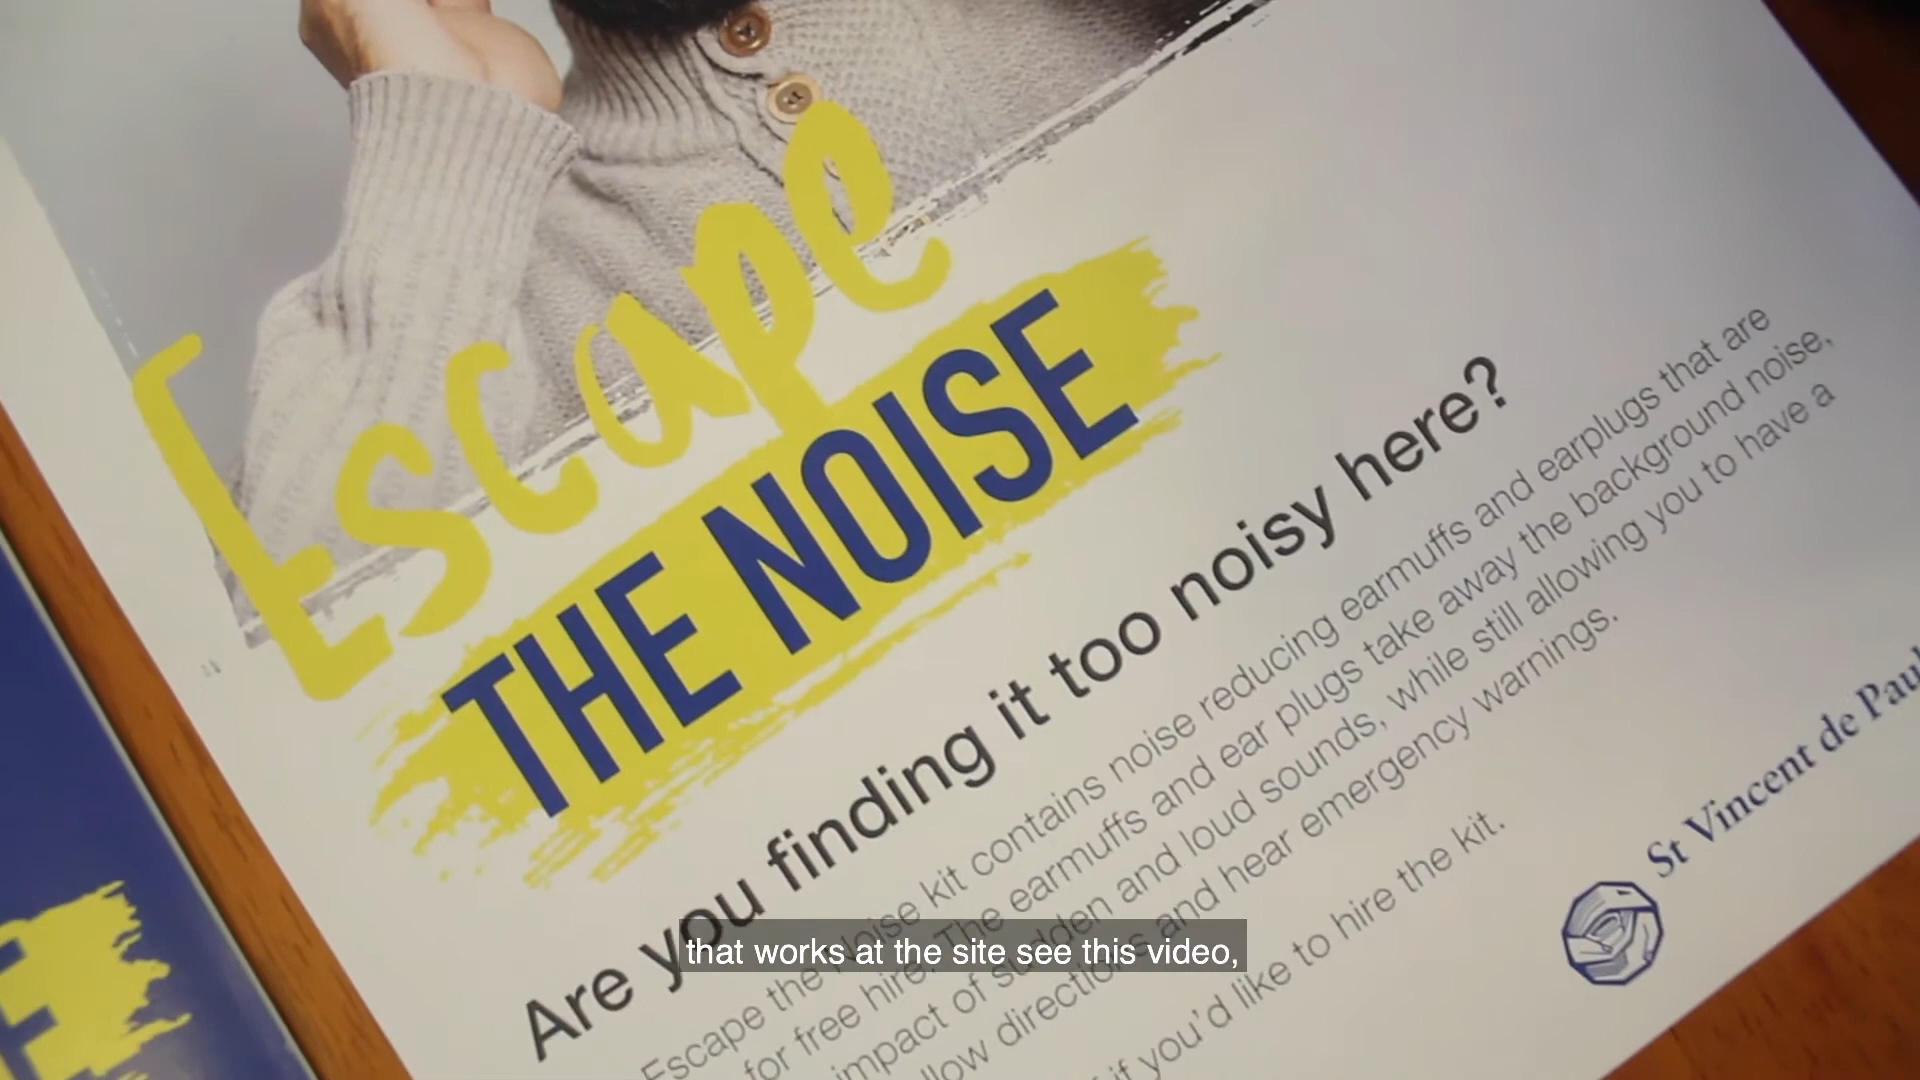 Escape
THE NOISE
Are you finding it too noisy here?
Escape the Noise kit contains noise reducing earmuffs and earplugs that are
for free hire. The earmuffs and ear plugs take away the background noise,
impact of sudden and loud sounds, while still allowing you to have a
directions and hear emergency warnings.
if you'd like to hire the kit.
St Vincent de Paul
that works at the site see this video,